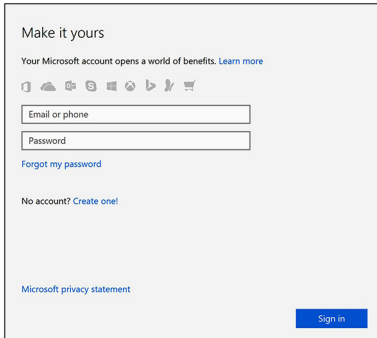 Make it yours
Your Microsoft account opens a world of benefits. Learn more
Email or phone
Password
Forgot my password
No account? Create one!
Microsoft privacy statement
Sign in